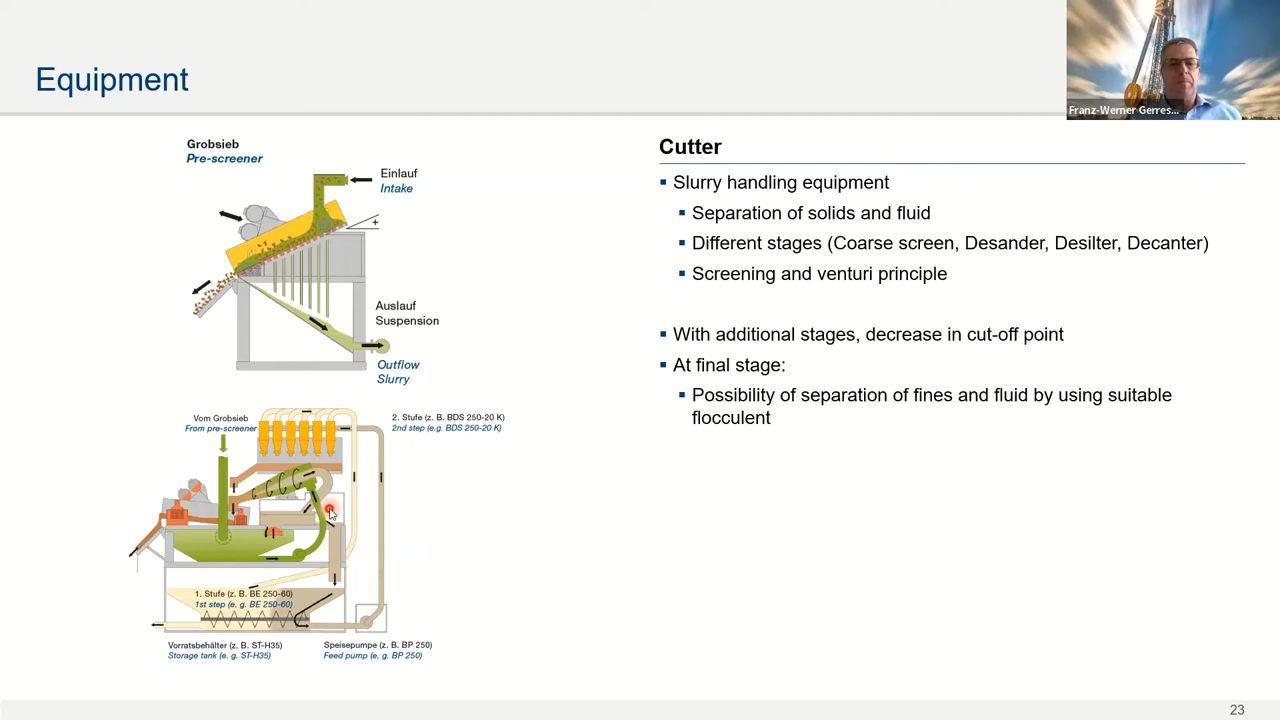 Equipment
Franz-Werner Gerres...
Grobsieb
Pre-screener
Einlauf
Intake
+
Auslauf
Suspension
Outflow
Slurry
Vom Grobsieb
From pre-screener
2. Stufe (z. B. BDS 250-20 K)
2nd step (e.g. BDS 250-20 K)
1. Stufe (z. B. BE 250-60)
1st step (e. g. BE 250-60)
Vorratsbehälter (z. B. ST-H35)
Storage tank (e. g. ST-H35)
Speisepumpe (z. B. BP 250)
Feed pump (e. g. BP 250)
Cutter
▪ Slurry handling equipment
▪ Separation of solids and fluid
▪ Different stages (Coarse screen, Desander, Desilter, Decanter)
▪ Screening and venturi principle
▪ With additional stages, decrease in cut-off point
▪ At final stage:
▪ Possibility of separation of fines and fluid by using suitable
flocculent
23